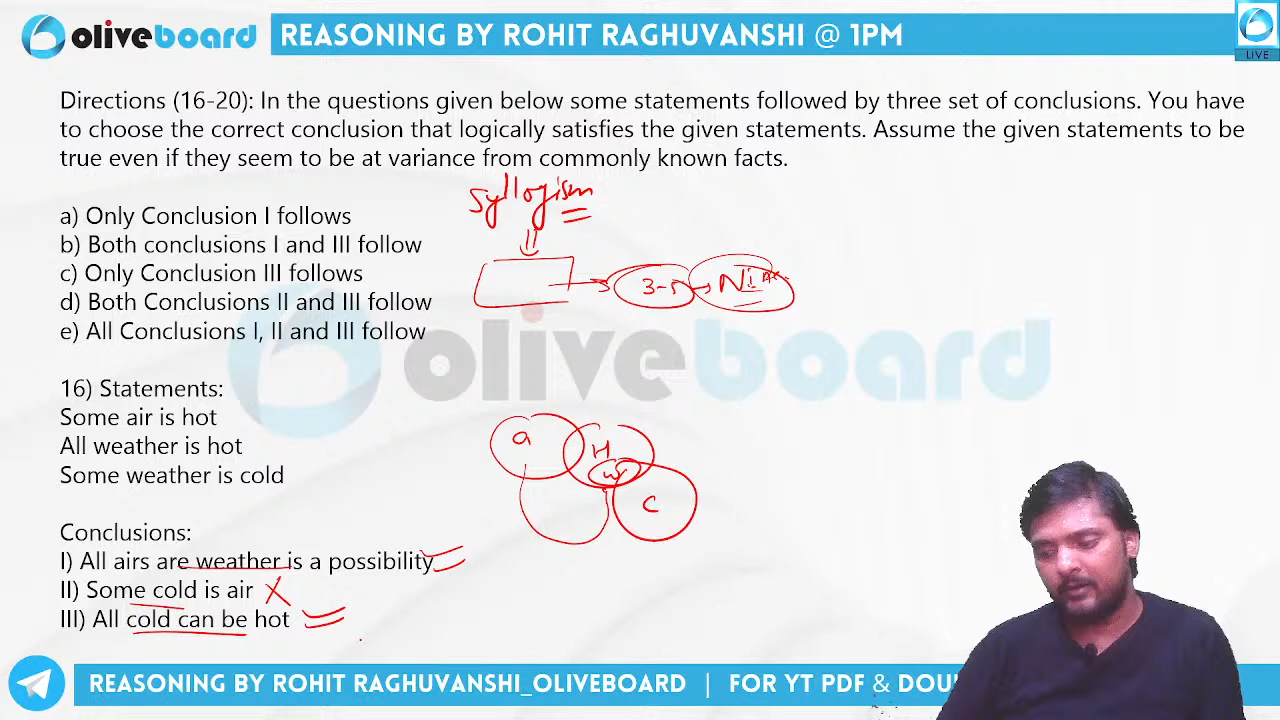 oliveboard REASONING BY ROHIT RAGHUVANSHI @ 1PM
LIVE
Directions (16-20): In the questions given below some statements followed by three set of conclusions. You have
to choose the correct conclusion that logically satisfies the given statements. Assume the given statements to be
true even if they seem to be at variance from commonly known facts.
Syllogism
a) Only Conclusion I follows
b) Both conclusions I and III follow
c) Only Conclusion III follows
3-5
d) Both Conclusions II and III follow
e) All Conclusions I, II and III follow
oliveboard
16) Statements:
Some air is hot
All weather is hot
Some weather is cold
a H
w
C
Conclusions:
I) All airs are weather is a possibility
II) Some cold is air
III) All cold can be hot
REASONING BY ROHIT RAGHUVANSHI_OLIVEBOARD | FOR YT PDF & DOU